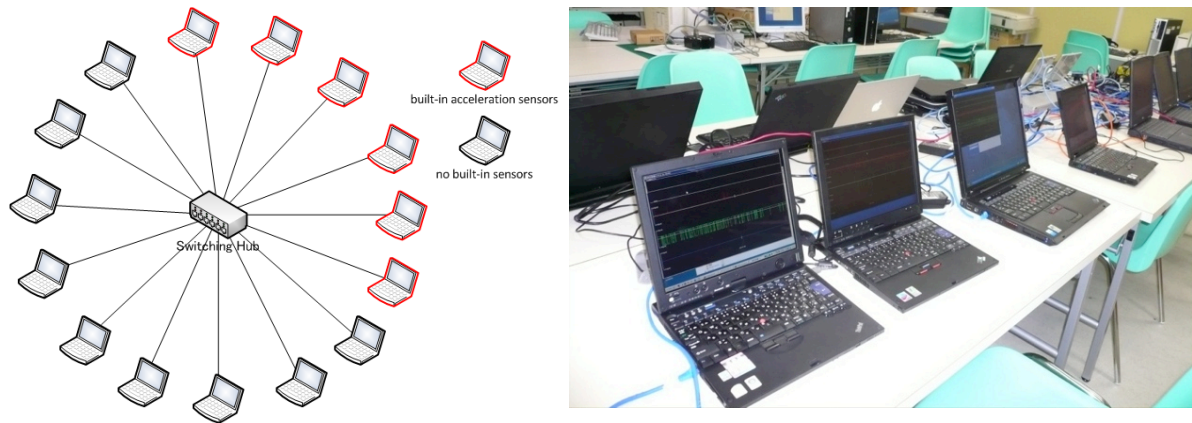 built-in acceleration sensors
no built-in sensors
Switching Hub